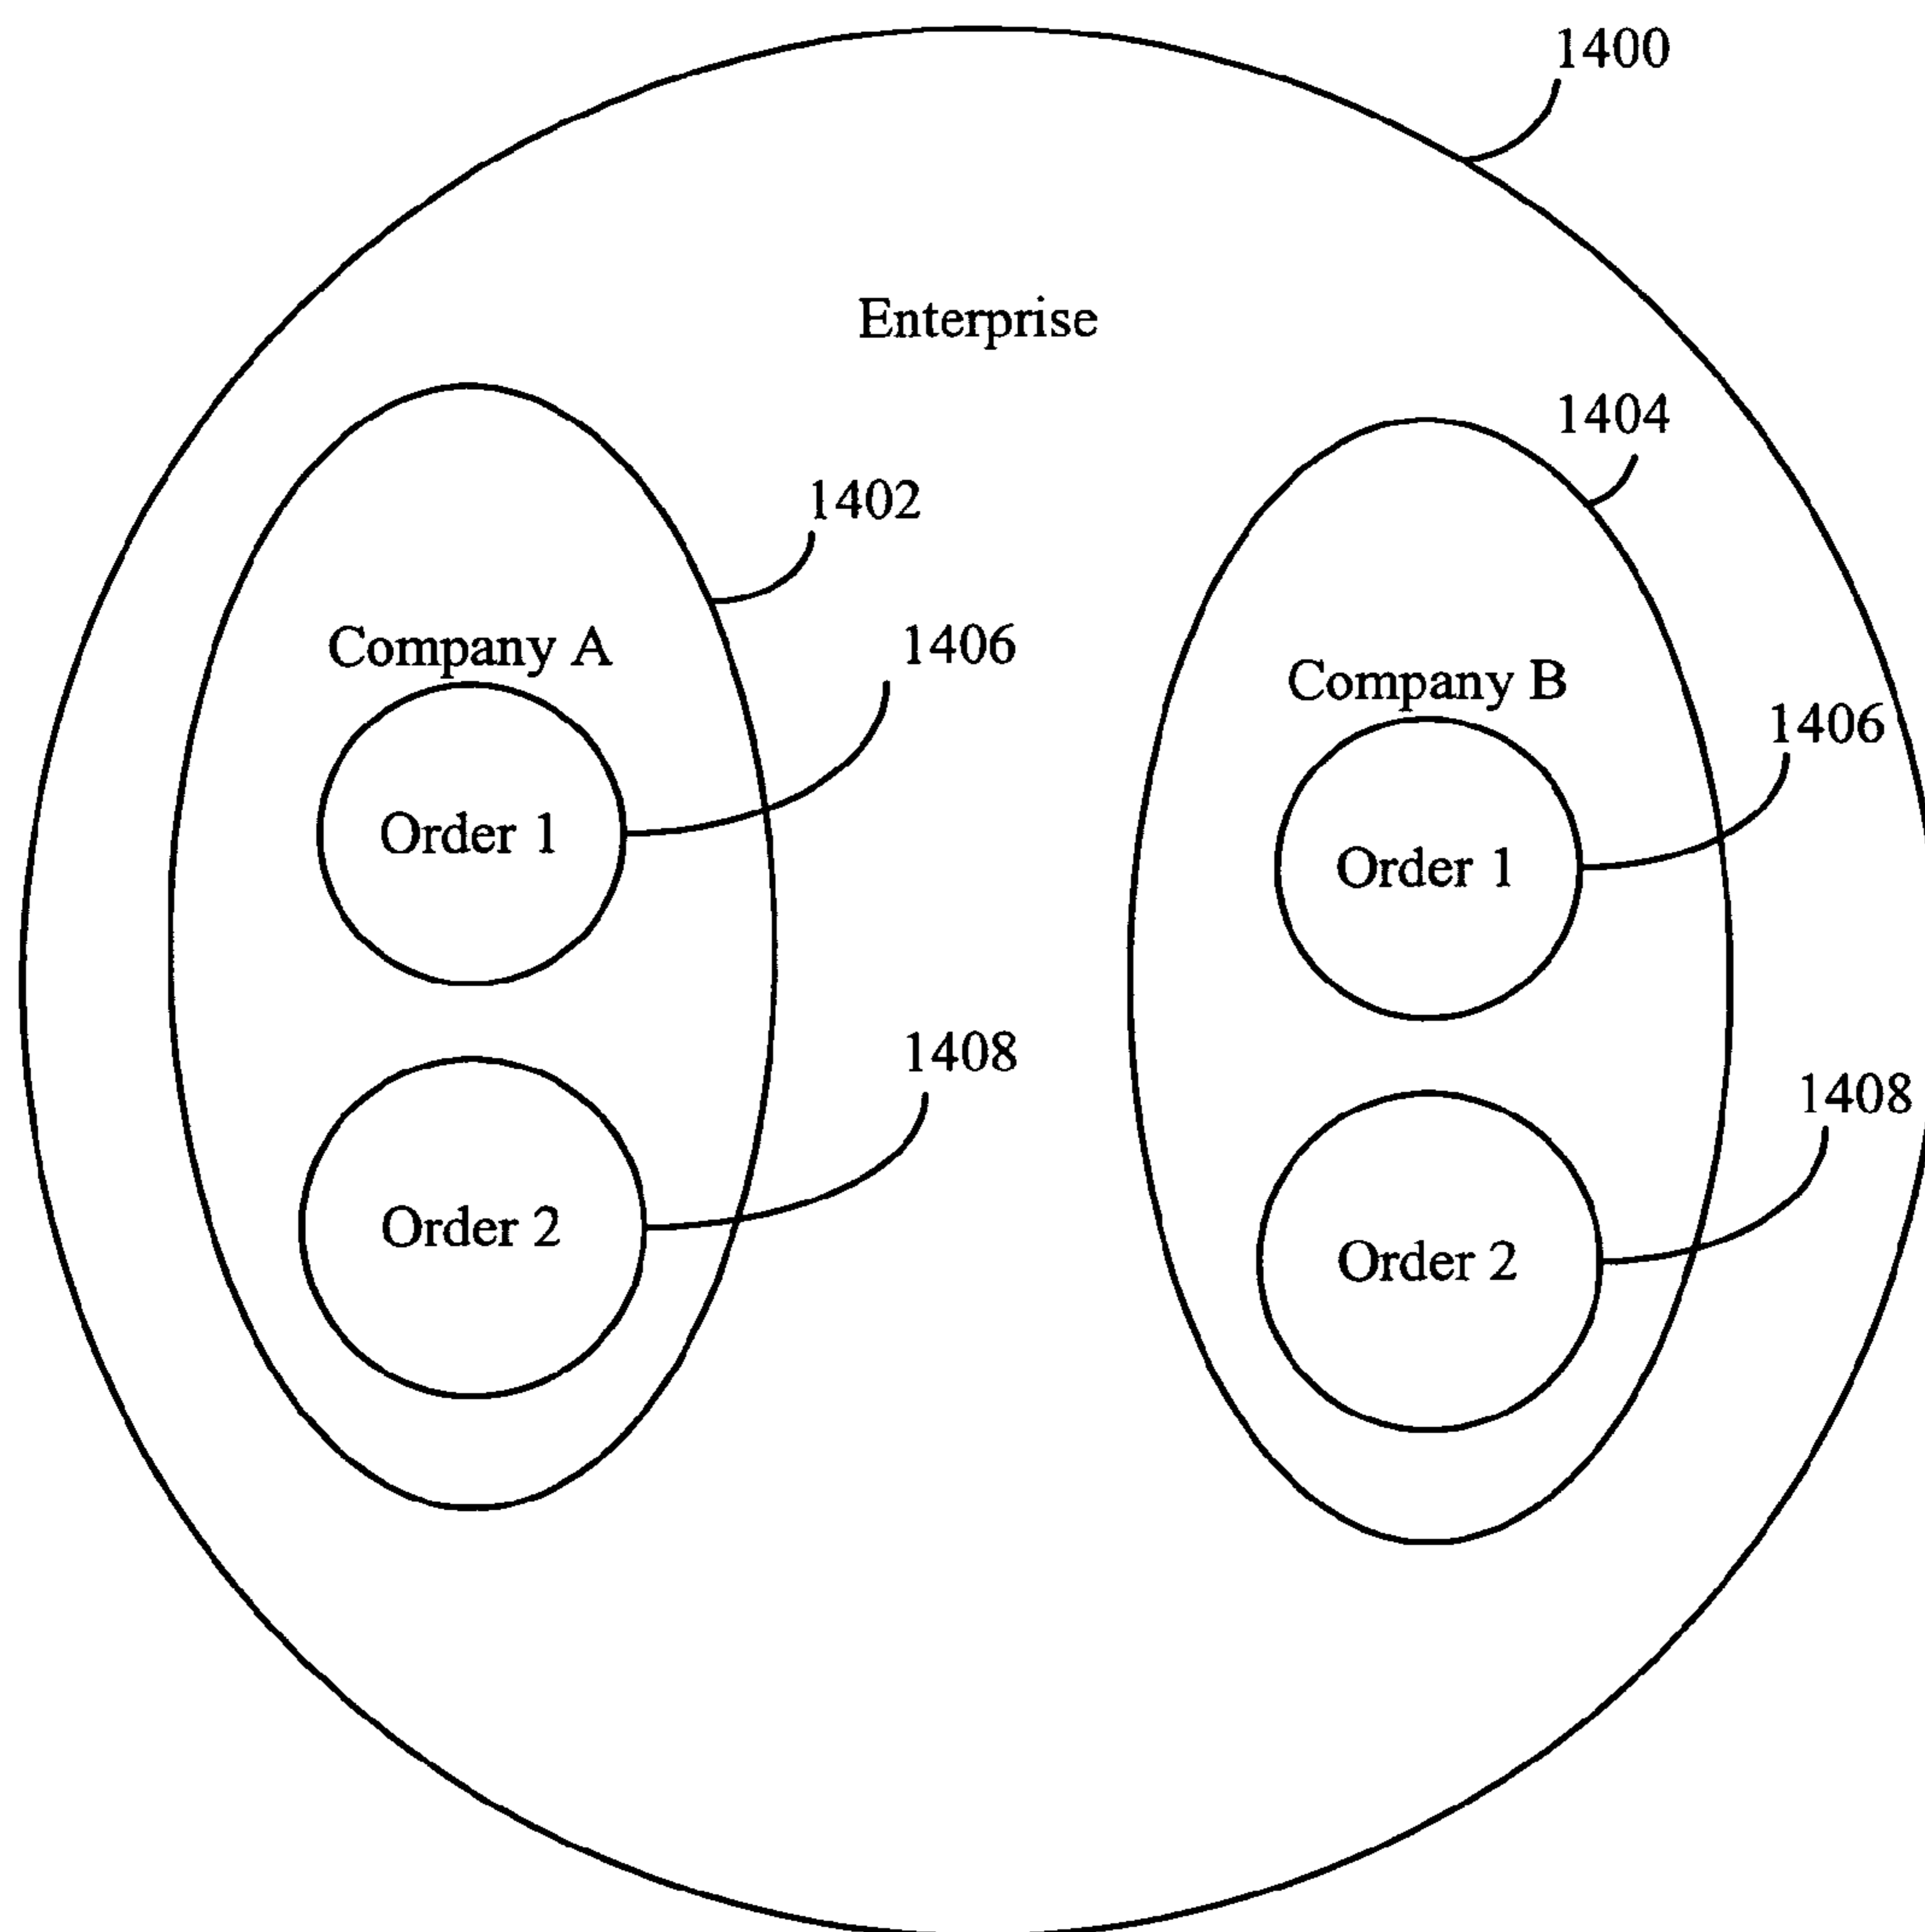 1400
Enterprise
1404
1402
1406
Company A
Company B
1406
Order 1
Order 1
1408
1408
Order 2
Order 2